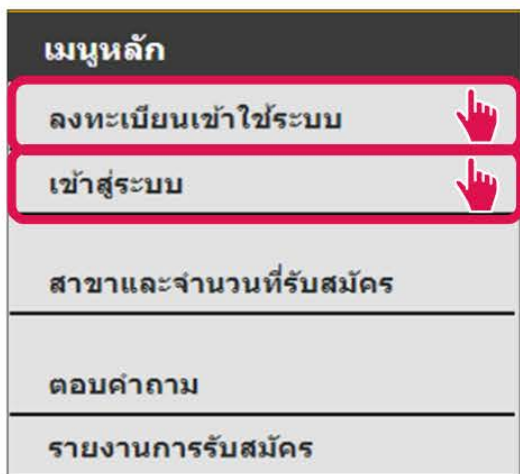 เมนูหลัก
ลงทะเบียนเข้าใช้ระบบ
เข้าสู่ระบบ
สาขาและจำนวนที่รับสมัคร
ตอบคำถาม
รายงานการรับสมัคร